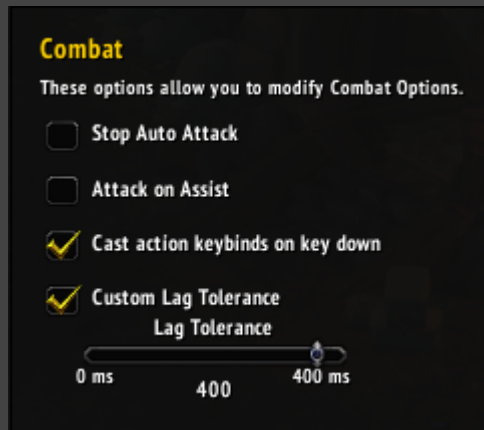 Combat
These options allow you to modify Combat Options.
Stop Auto Attack
Attack on Assist
Cast action keybinds on key down
Custom Lag Tolerance
Lag Tolerance
0 ms 400 ms
400